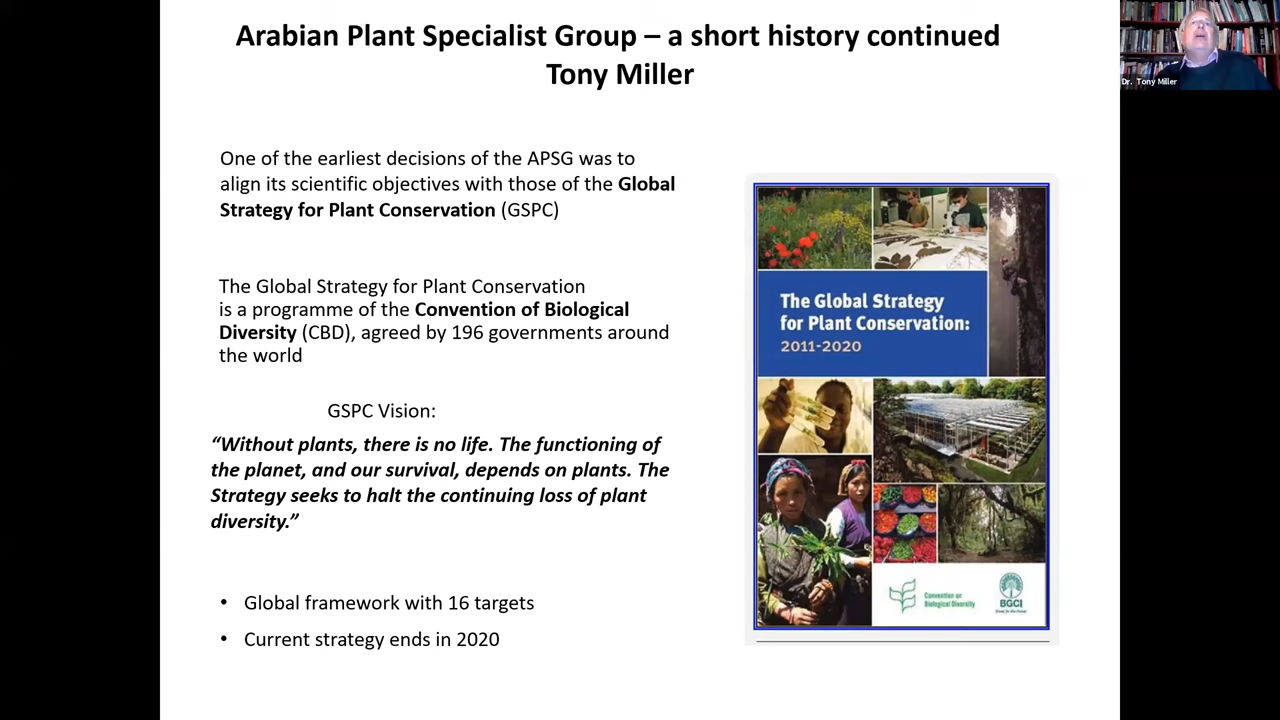 Arabian Plant Specialist Group – a short history continued
Tony Miller
Dr. Tony Miller
One of the earliest decisions of the APSG was to
align its scientific objectives with those of the Global
Strategy for Plant Conservation (GSPC)
The Global Strategy for Plant Conservation
is a programme of the Convention of Biological
Diversity (CBD), agreed by 196 governments around
the world
GSPC Vision:
“Without plants, there is no life. The functioning of
the planet, and our survival, depends on plants. The
Strategy seeks to halt the continuing loss of plant
diversity.”
• Global framework with 16 targets
• Current strategy ends in 2020
The Global Strategy
for Plant Conservation:
2011-2020
Convention on
Biological Diversity
BGCI